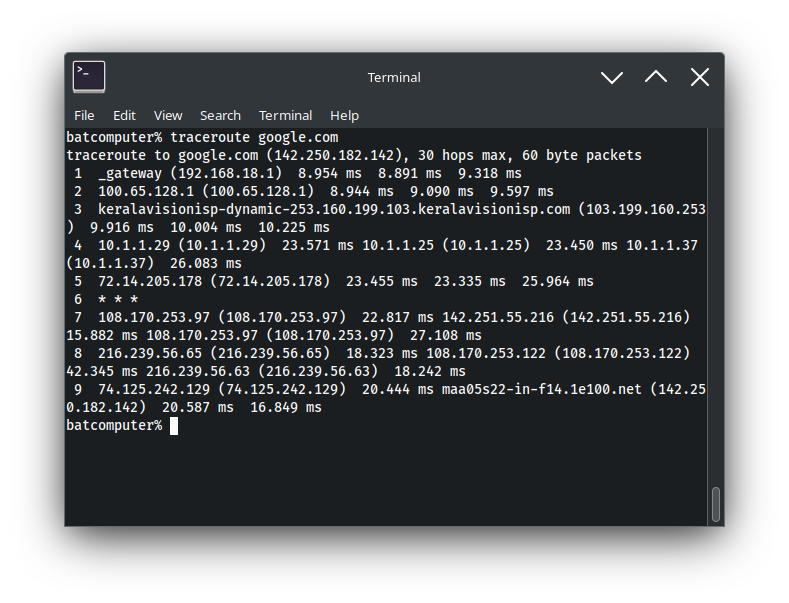 >_
Terminal
File Edit View Search Terminal Help
batcomputer% traceroute google.com
traceroute to google.com (142.250.182.142), 30 hops max, 60 byte packets
 1  _gateway (192.168.18.1)  8.954 ms  8.891 ms  9.318 ms
 2  100.65.128.1 (100.65.128.1)  8.944 ms  9.090 ms  9.597 ms
 3  keralavisionisp-dynamic-253.160.199.103.keralavisionisp.com (103.199.160.253
)  9.916 ms  10.004 ms  10.225 ms
 4  10.1.1.29 (10.1.1.29)  23.571 ms 10.1.1.25 (10.1.1.25)  23.450 ms 10.1.1.37
(10.1.1.37)  26.083 ms
 5  72.14.205.178 (72.14.205.178)  23.455 ms  23.335 ms  25.964 ms
 6  * * *
 7  108.170.253.97 (108.170.253.97)  22.817 ms 142.251.55.216 (142.251.55.216)
15.882 ms 108.170.253.97 (108.170.253.97)  27.108 ms
 8  216.239.56.65 (216.239.56.65)  18.323 ms 108.170.253.122 (108.170.253.122)
42.345 ms 216.239.56.63 (216.239.56.63)  18.242 ms
 9  74.125.242.129 (74.125.242.129)  20.444 ms maa05s22-in-f14.1e100.net (142.25
0.182.142)  20.587 ms  16.849 ms
batcomputer%